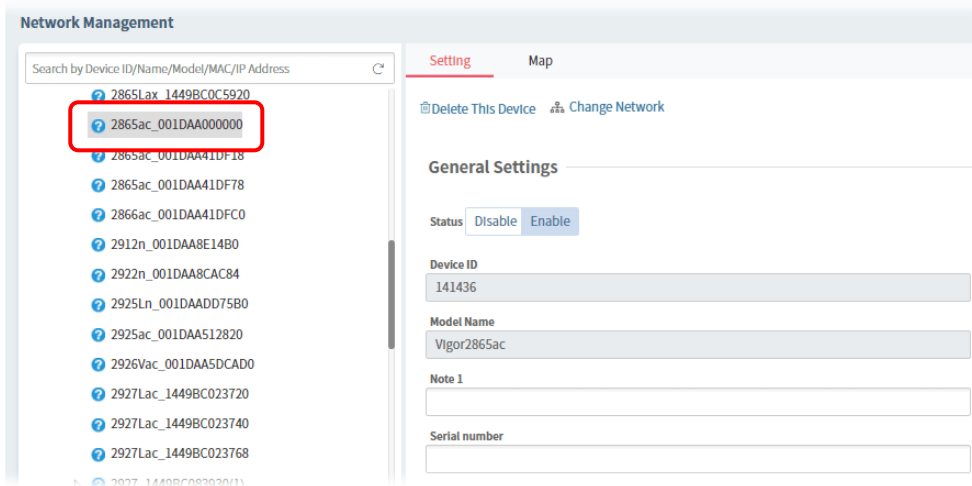 Network Management
Search by Device ID/Name/Model/MAC/IP Address
2865Lax_1449BC0C5920
2865ac_001DAA000000
2865ac_001DAA41DF18
2865ac_001DAA41DF78
2866ac_001DAA41DFC0
2912n_001DAA8E14B0
2922n_001DAA8CAC84
2925Ln_001DAADD75B0
2925ac_001DAA512820
2926Vac_001DAA5DCAD0
2927Lac_1449BC023720
2927Lac_1449BC023740
2927Lac_1449BC023768
2927_1449BC083930(1)
Setting Map
Delete This Device Change Network
General Settings
Status Disable Enable
Device ID
141436
Model Name
Vigor2865ac
Note 1
Serial number